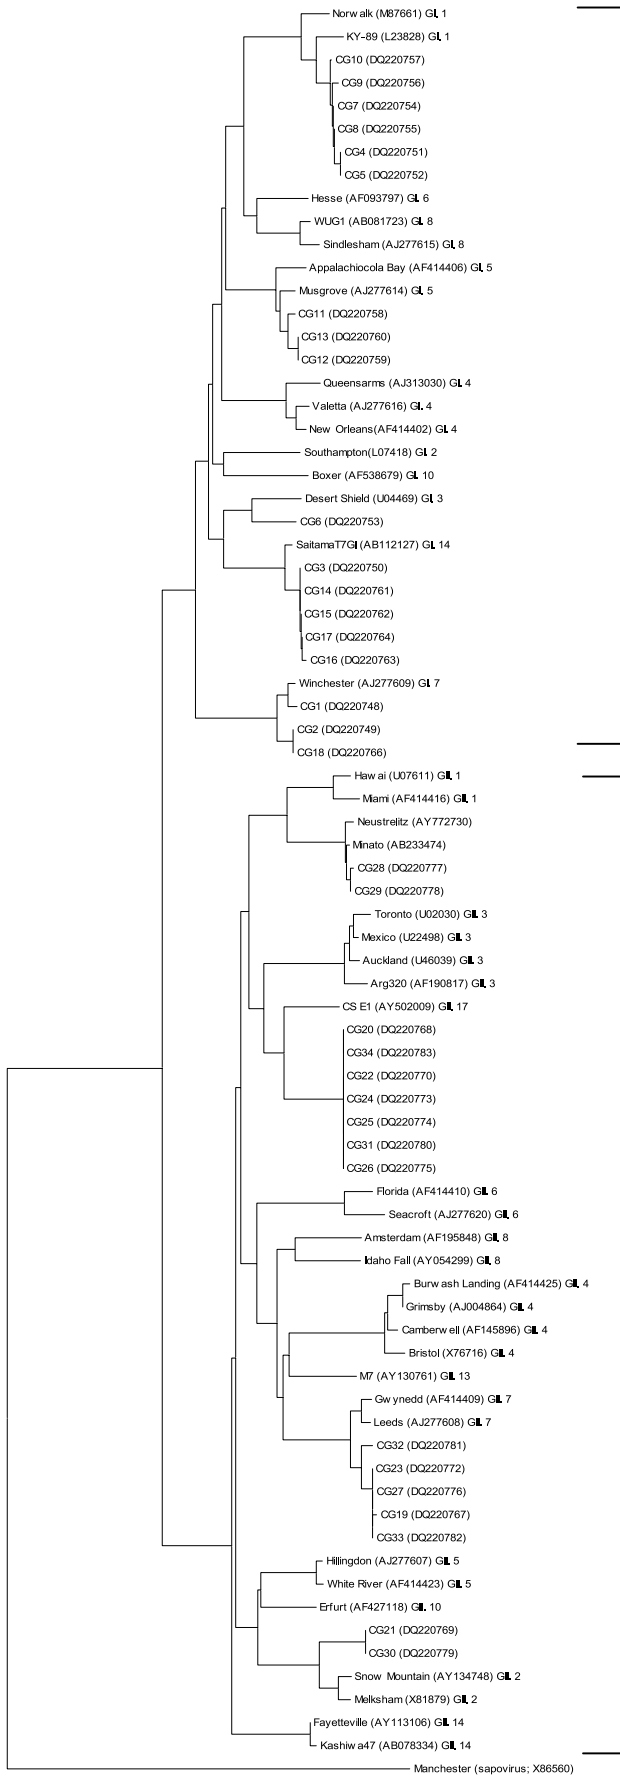 Norwalk (M87661) GI. 1
KY-89 (L23828) GI. 1
CG10 (DQ220757)
CG9 (DQ220756)
CG7 (DQ220754)
CG8 (DQ220755)
CG4 (DQ220751)
CG5 (DQ220752)
Hesse (AF093797) GI. 6
WUG1 (AB081723) GI. 8
Sindlesham (AJ277615) GI. 8
Appalachiocola Bay (AF414406) GI. 5
Musgrove (AJ277614) GI. 5
CG11 (DQ220758)
CG13 (DQ220760)
CG12 (DQ220759)
Queensarms (AJ313030) GI. 4
Valetta (AJ277616) GI. 4
New Orleans(AF414402) GI. 4
Southampton(L07418) GI. 2
Boxer (AF538679) GI. 10
Desert Shield (U04469) GI. 3
CG6 (DQ220753)
SaitamaT7GI (AB112127) GI. 14
CG3 (DQ220750)
CG14 (DQ220761)
CG15 (DQ220762)
CG17 (DQ220764)
CG16 (DQ220763)
Winchester (AJ277609) GI. 7
CG1 (DQ220748)
CG2 (DQ220749)
CG18 (DQ220766)
Hawai (U07611) GII. 1
Miami (AF414416) GII. 1
Neustrelitz (AY772730)
Minato (AB233474)
CG28 (DQ220777)
CG29 (DQ220778)
Toronto (U02030) GII. 3
Mexico (U22498) GII. 3
Auckland (U46039) GII. 3
Arg320 (AF190817) GII. 3
CS E1 (AY502009) GII. 17
CG20 (DQ220768)
CG34 (DQ220783)
CG22 (DQ220770)
CG24 (DQ220773)
CG25 (DQ220774)
CG31 (DQ220780)
CG26 (DQ220775)
Florida (AF414410) GII. 6
Seacroft (AJ277620) GII. 6
Amsterdam (AF195848) GII. 8
Idaho Fall (AY054299) GII. 8
Burwash Landing (AF414425) GII. 4
Grimsby (AJ004864) GII. 4
Camberwell (AF145896) GII. 4
Bristol (X76716) GII. 4
M7 (AY130761) GII. 13
Gwynedd (AF414409) GII. 7
Leeds (AJ277608) GII. 7
CG32 (DQ220781)
CG23 (DQ220772)
CG27 (DQ220776)
CG19 (DQ220767)
CG33 (DQ220782)
Hillingdon (AJ277607) GII. 5
White River (AF414423) GII. 5
Erfurt (AF427118) GII. 10
CG21 (DQ220769)
CG30 (DQ220779)
Snow Mountain (AY134748) GII. 2
Melksham (X81879) GII. 2
Fayetteville (AY113106) GII. 14
Kashiwa47 (AB078334) GII. 14
Manchester (sapovirus; X86560)